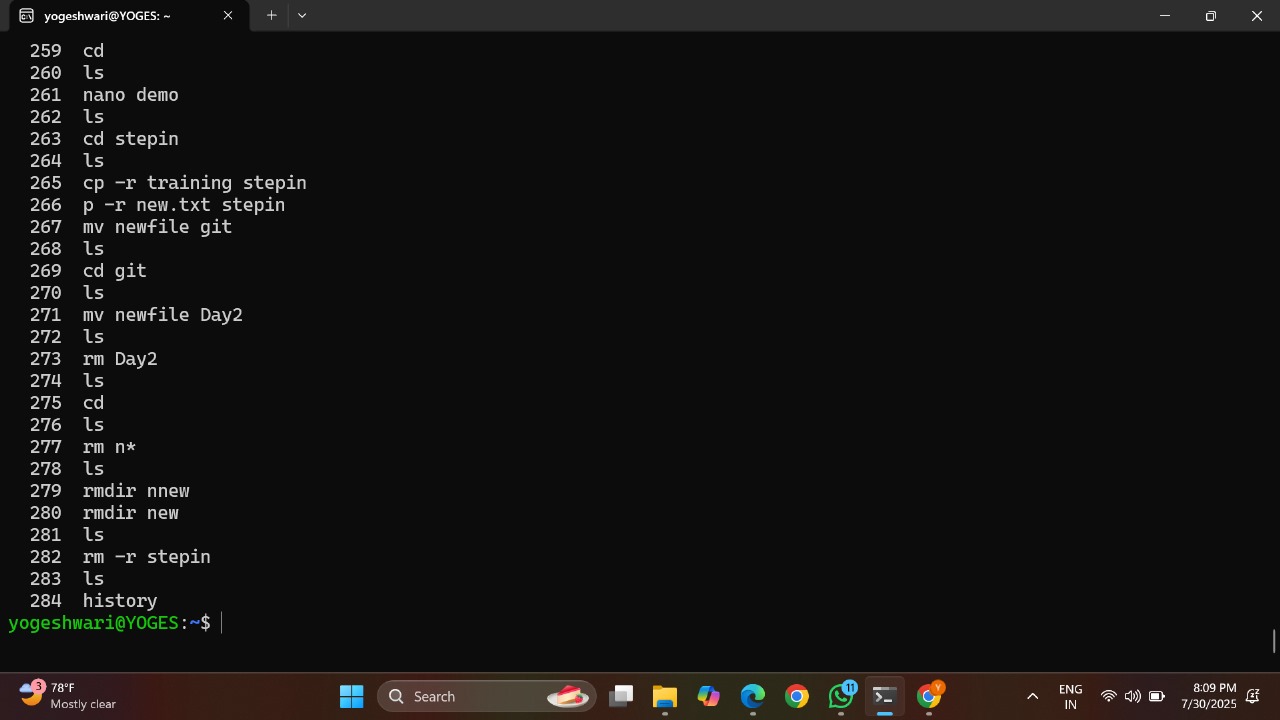 yogeshwari@YOGES: ~
259 cd
260 ls
261 nano demo
262 ls
263 cd stepin
264 ls
265 cp -r training stepin
266 p -r new.txt stepin
267 mv newfile git
268 ls
269 cd git
270 ls
271 mv newfile Day2
272 ls
273 rm Day2
274 ls
275 cd
276 ls
277 rm n*
278 ls
279 rmdir nnew
280 rmdir new
281 ls
282 rm -r stepin
283 ls
284 history
yogeshwari@YOGES:~$
3
78°F
Mostly clear
Search
11
Y
ENG
IN
8:09 PM
7/30/2025